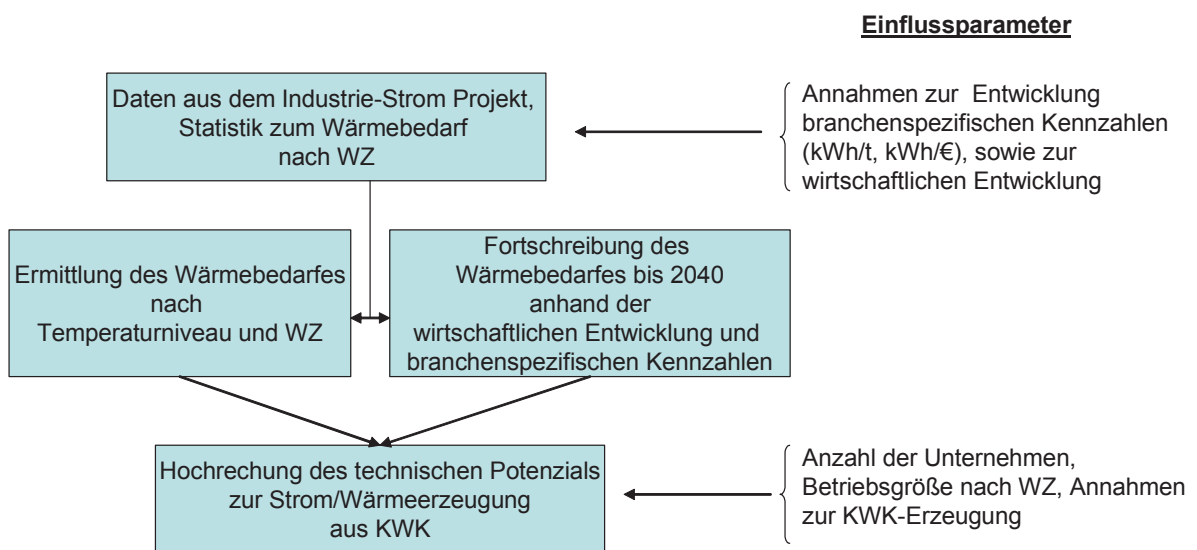 Einflussparameter
Daten aus dem Industrie-Strom Projekt,
Statistik zum Wärmebedarf
nach WZ
Annahmen zur Entwicklung
branchenspezifischen Kennzahlen
(kWh/t, kWh/€), sowie zur
wirtschaftlichen Entwicklung
Ermittlung des Wärmebedarfes
nach
Temperaturniveau und WZ
Fortschreibung des
Wärmebedarfes bis 2040
anhand der
wirtschaftlichen Entwicklung und
branchenspezifischen Kennzahlen
Hochrechung des technischen Potenzials
zur Strom/Wärmeerzeugung
aus KWK
Anzahl der Unternehmen,
Betriebsgröße nach WZ, Annahmen
zur KWK-Erzeugung